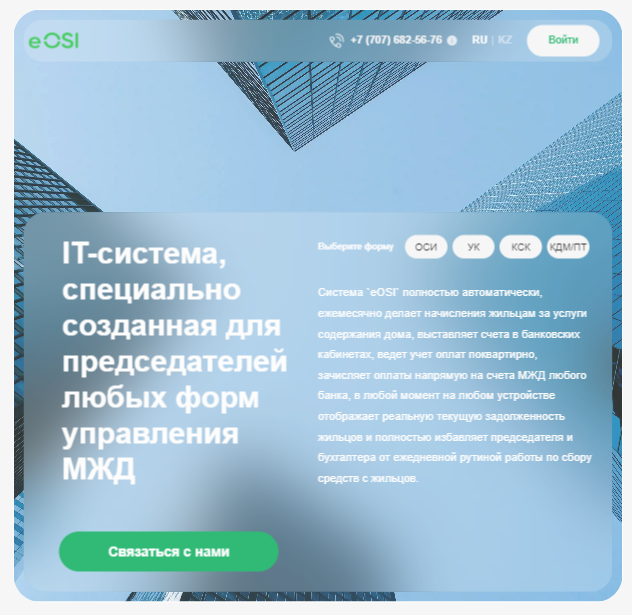 eOSI
+7 (707) 682-56-76
RU | KZ
Войти
IT-система,
специально
созданная для
председателей
любых форм
управления
МЖД
Связаться с нами
Выберите форму
ОСИ
УК
КСК
КДМ/ПТ
Система `eOSI` полностью автоматически,
ежемесячно делает начисления жильцам за услуги
содержания дома, выставляет счета в банковских
кабинетах, ведет учет оплат поквартирно,
зачисляет оплаты напрямую на счета МЖД любого
банка, в любой момент на любом устройстве
отображает реальную текущую задолженность
жильцов и полностью избавляет председателя и
бухгалтера от ежедневной рутиной работы по сбору
средств с жильцов.